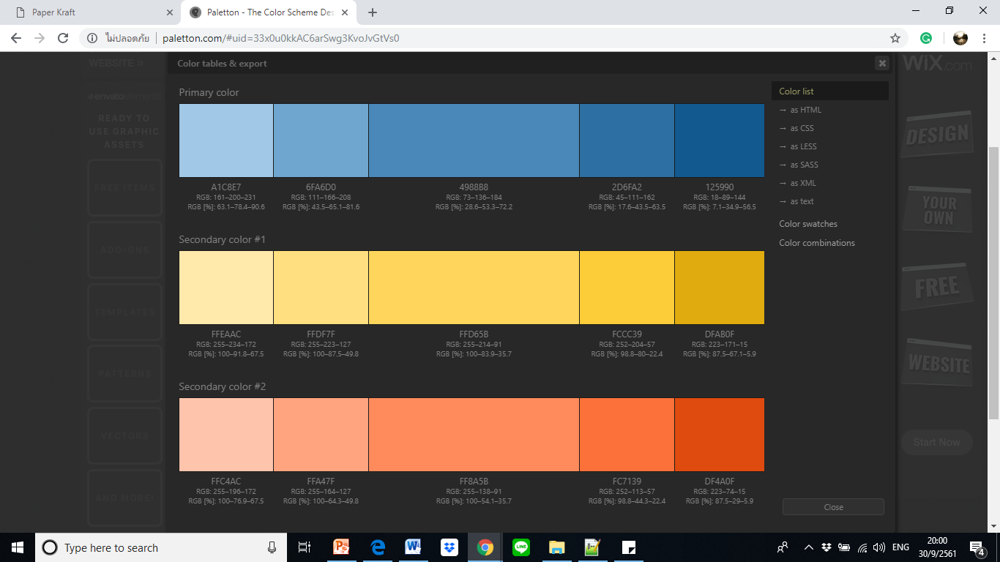 Paper Kraft
Paletton - The Color Scheme Des
ไม่ปลอดภัย
paletton.com/#uid=33x0u0kkAC6arSwg3KvoJvGtVs0
WEBSITE »
envato elements
READY TO
USE GRAPHIC
ASSETS
FREE ITEMS
ADD-ONS
TEMPLATES
PATTERNS
VECTORS
AND MORE!
Color tables & export
Primary color
A1C8E7 6FA6D0 4988B8 2D6FA2 125990
RGB: 161–200–231 RGB: 111–166–208 RGB: 73–136–184 RGB: 45–111–162 RGB: 18–89–144
RGB [%]: 63.1–78.4–90.6 RGB [%]: 43.5–65.1–81.6 RGB [%]: 28.6–53.3–72.2 RGB [%]: 17.6–43.5–63.5 RGB [%]: 7.1–34.9–56.5
Secondary color #1
FFEAAC FFDF7F FFD65B FCCC39 DFAB0F
RGB: 255–234–172 RGB: 255–223–127 RGB: 255–214–91 RGB: 252–204–57 RGB: 223–171–15
RGB [%]: 100–91.8–67.5 RGB [%]: 100–87.5–49.8 RGB [%]: 100–83.9–35.7 RGB [%]: 98.8–80–22.4 RGB [%]: 87.5–67.1–5.9
Secondary color #2
FFC4AC FFA47F FF8A5B FC7139 DF4A0F
RGB: 255–196–172 RGB: 255–164–127 RGB: 255–138–91 RGB: 252–113–57 RGB: 223–74–15
RGB [%]: 100–76.9–67.5 RGB [%]: 100–64.3–49.8 RGB [%]: 100–54.1–35.7 RGB [%]: 98.8–44.3–22.4 RGB [%]: 87.5–29–5.9
Color list
→ as HTML
→ as CSS
→ as LESS
→ as SASS
→ as XML
→ as text
Color swatches
Color combinations
Close
WiX.com
DESIGN
YOUR
OWN
FREE
WEBSITE
Start Now
Type here to search
ENG
20:00
30/9/2561
4